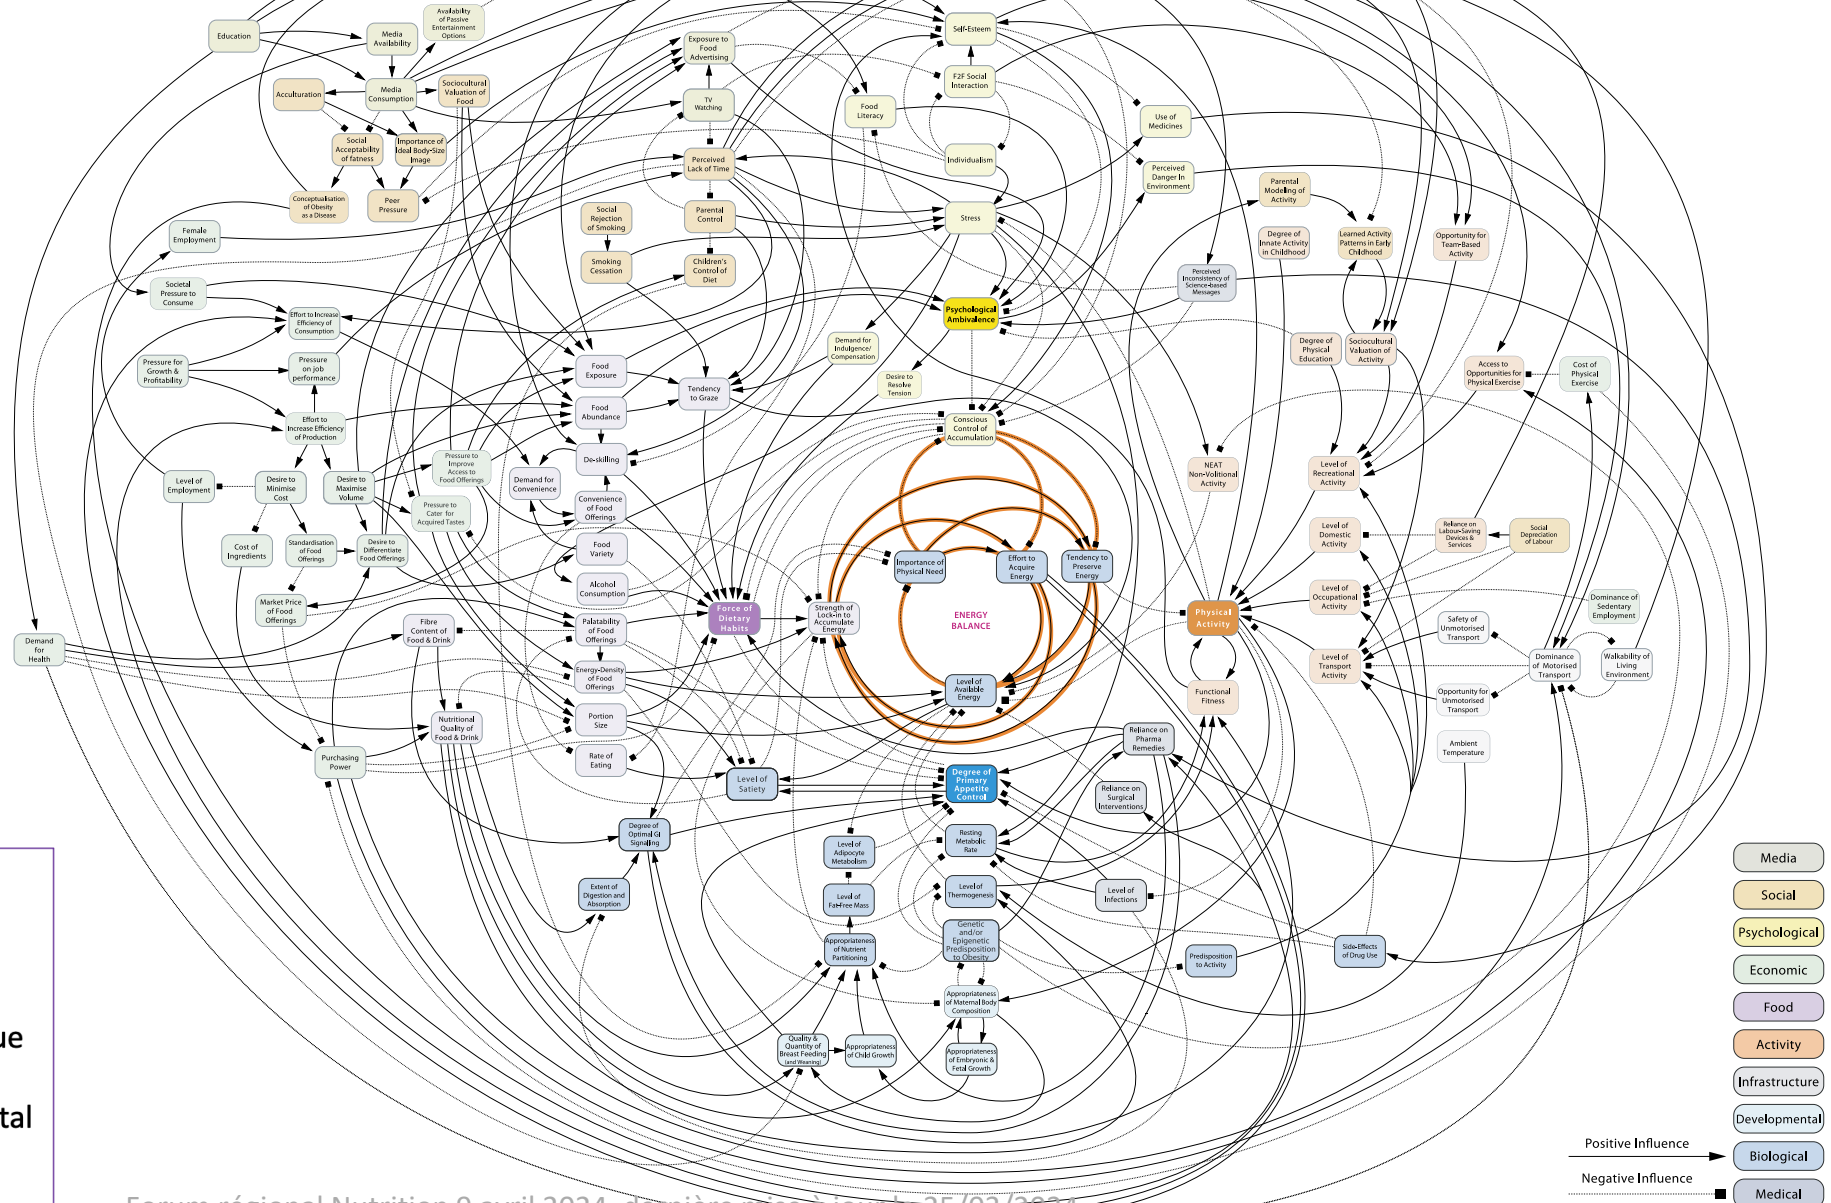 Education
Media
Availability
Availability
of Passive
Entertainment
Options
Acculturation
Media
Consumption
Sociocultural
Valuation of
Food
Social
Acceptability
of fatness
Importance of
Ideal Body-Size
Image
Conceptualisation
of Obesity
as a Disease
Peer
Pressure
Exposure to
Food
Advertising
TV
Watching
Perceived
Lack of Time
Parental
Control
Children's
Control of
Diet
Social
Rejection
of Smoking
Smoking
Cessation
Food
Literacy
Self-Esteem
F2F Social
Interaction
Individualism
Stress
Psychological
Ambivalence
Demand for
Indulgence/
Compensation
Desire to
Resolve
Tension
Conscious
Control of
Accumulation
Use of
Medicines
Perceived
Danger In
Environment
Perceived
Inconsistency of
Science-based
Messages
Parental
Modeling of
Activity
Degree of
Innate Activity
in Childhood
Learned Activity
Patterns in Early
Childhood
Opportunity for
Team-Based
Activity
Degree of
Physical
Education
Sociocultural
Valuation of
Activity
Access to
Opportunities for
Physical Exercise
Cost of
Physical
Exercise
Female
Employment
Societal
Pressure to
Consume
Effort to Increase
Efficiency of
Consumption
Pressure for
Growth &
Profitability
Pressure
on job
performance
Effort to
Increase Efficiency
of Production
Level of
Employment
Desire to
Minimise
Cost
Desire to
Maximise
Volume
Pressure to
Improve
Access to
Food Offerings
Pressure to
Cater for
Acquired Tastes
Cost of
Ingredients
Standardisation
of Food
Offerings
Desire to
Differentiate
Food Offerings
Market Price
of Food
Offerings
Demand
for
Health
Purchasing
Power
Food
Exposure
Food
Abundance
De-skilling
Demand for
Convenience
Convenience
of Food
Offerings
Food
Variety
Alcohol
Consumption
Tendency
to Graze
Force of
Dietary
Habits
Palatability
of Food
Offerings
Energy-Density
of Food
Offerings
Portion
Size
Rate of
Eating
Fibre
Content of
Food & Drink
Nutritional
Quality of
Food & Drink
Strength of
Lock-in to
Accumulate
Energy
Importance of
Physical Need
Effort to
Acquire
Energy
Tendency to
Preserve
Energy
ENERGY
BALANCE
Level of
Available
Energy
NEAT
Non-Volitional
Activity
Level of
Recreational
Activity
Level of
Domestic
Activity
Reliance on
Labour-Saving
Devices &
Services
Social
Depreciation
of Labour
Physical
Activity
Level of
Occupational
Activity
Dominance of
Sedentary
Employment
Level of
Transport
Activity
Safety of
Unmotorised
Transport
Dominance
of Motorised
Transport
Walkability of
Living
Environment
Opportunity for
Unmotorised
Transport
Ambient
Temperature
Functional
Fitness
Reliance on
Pharma
Remedies
Reliance on
Surgical
Interventions
Level of
Satiety
Degree of
Primary
Appetite
Control
Degree of
Optimal GI
Signalling
Extent of
Digestion and
Absorption
Level of
Adipocyte
Metabolism
Level of
Fat-Free Mass
Appropriateness
of Nutrient
Partitioning
Resting
Metabolic
Rate
Level of
Thermogenesis
Genetic
and/or
Epigenetic
Predisposition
to Obesity
Level of
Infections
Predisposition
to Activity
Side-Effects
of Drug Use
Appropriateness
of Maternal Body
Composition
Quality &
Quantity of
Breast Feeding
(and Weaning)
Appropriateness
of Child Growth
Appropriateness
of Embryonic &
Fetal Growth
Media
Social
Psychological
Economic
Food
Activity
Infrastructure
Developmental
Biological
Medical
Positive Influence
Negative Influence
ue
tal